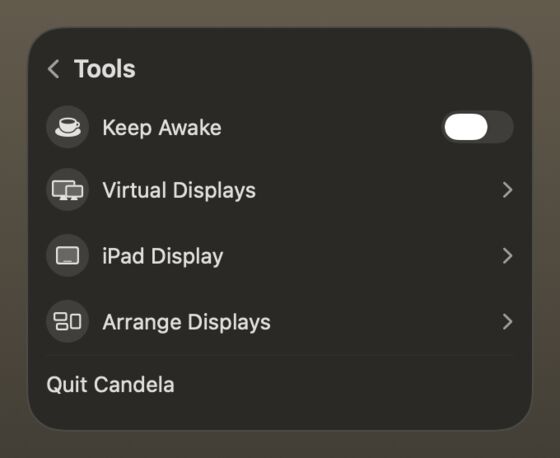 Tools
Keep Awake
Virtual Displays
iPad Display
Arrange Displays
Quit Candela